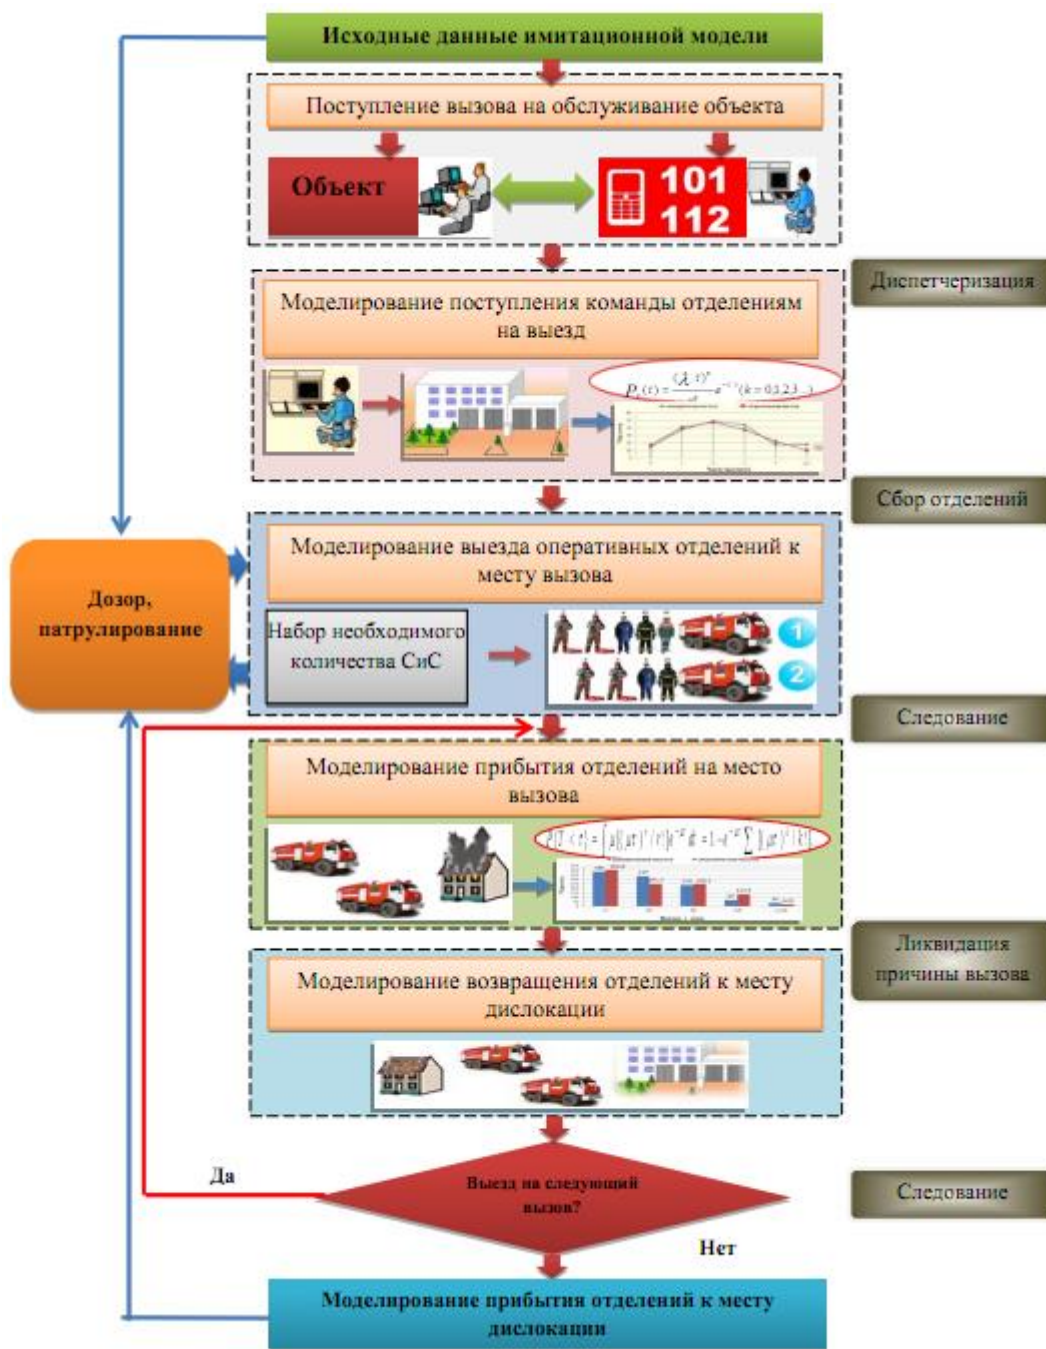 Исходные данные имитационной модели
Поступление вызова на обслуживание объекта
Объект
101
112
Диспетчеризация
Моделирование поступления команды отделениям
на выезд
Сбор отделений
Моделирование выезда оперативных отделений к
месту вызова
Дозор,
патрулирование
Набор необходимого
количества СиС
1
2
Следование
Моделирование прибытия отделений на место
вызова
Ликвидация
причины вызова
Моделирование возвращения отделений к месту
дислокации
Да
Выезд на следующий
вызов?
Следование
Нет
Моделирование прибытия отделений к месту
дислокации